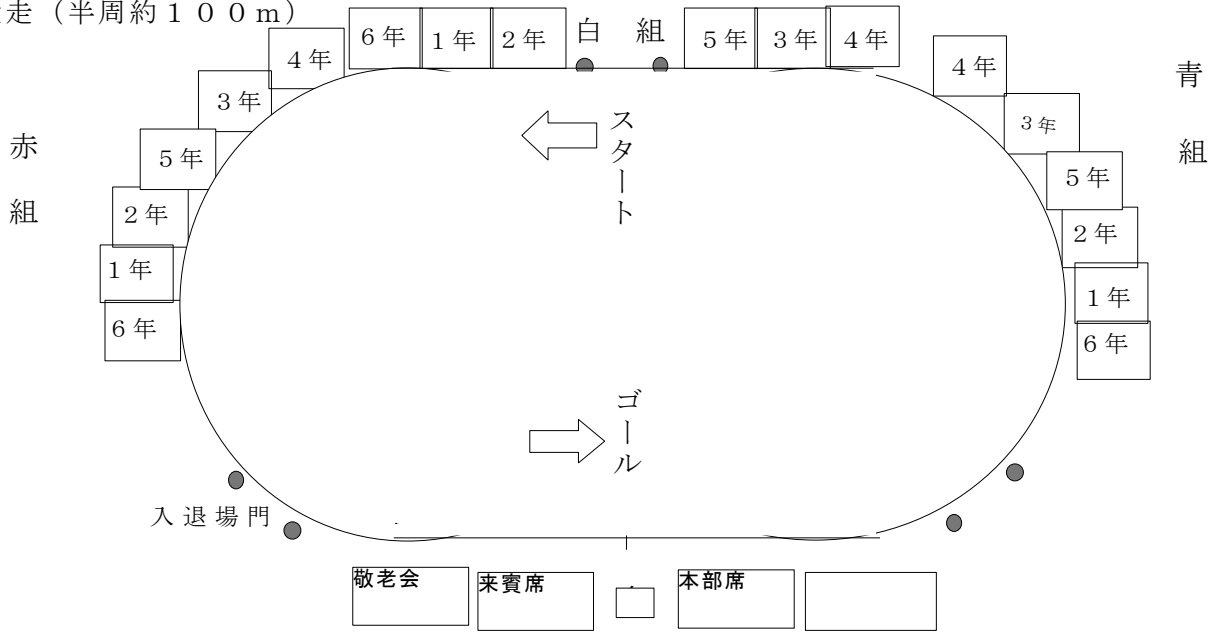 走（半周約１００ｍ）
６年 １年 ２年 白 組 ５年 ３年 ４年
４年
３年
５年
２年
１年
６年
赤組
４年
３年
５年
２年
１年
６年
青組
スタート
ゴール
入退場門
敬老会
来賓席
本部席